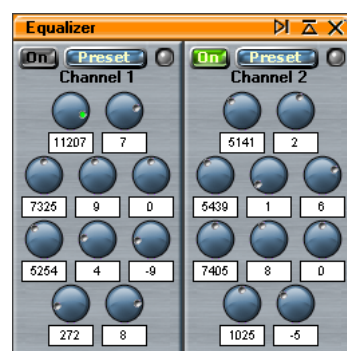 Equalizer
On Preset On Preset
Channel 1 Channel 2
11207 7 5141 2
7325 9 0 5439 1 6
5254 4 -9 7405 8 0
272 8 1025 -5